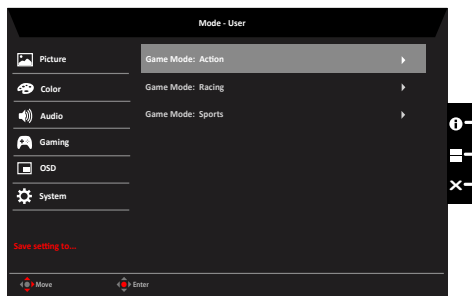 Mode - User
Picture
Game Mode: Action
Color
Game Mode: Racing
Audio
Game Mode: Sports
Gaming
OSD
System
Save setting to...
Move
Enter